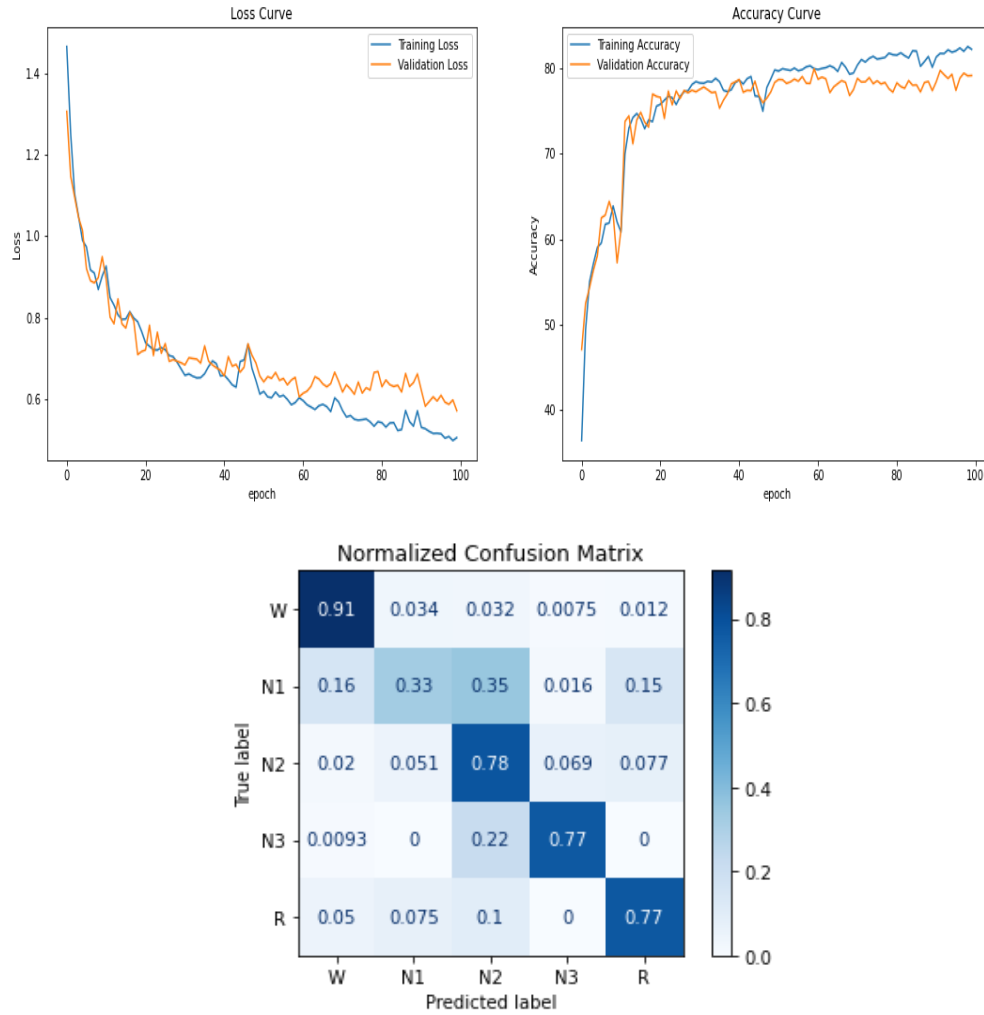 Loss Curve
Training Loss
Validation Loss
1.4
1.2
1.0
0.8
0.6
Loss
0 20 40 60 80 100
epoch
Accuracy Curve
Training Accuracy
Validation Accuracy
80
70
60
50
40
Accuracy
0 20 40 60 80 100
epoch
Normalized Confusion Matrix
True label
W 0.91 0.034 0.032 0.0075 0.012
N1 0.16 0.33 0.35 0.016 0.15
N2 0.02 0.051 0.78 0.069 0.077
N3 0.0093 0 0.22 0.77 0
R 0.05 0.075 0.1 0 0.77
W N1 N2 N3 R
Predicted label
0.8
0.6
0.4
0.2
0.0